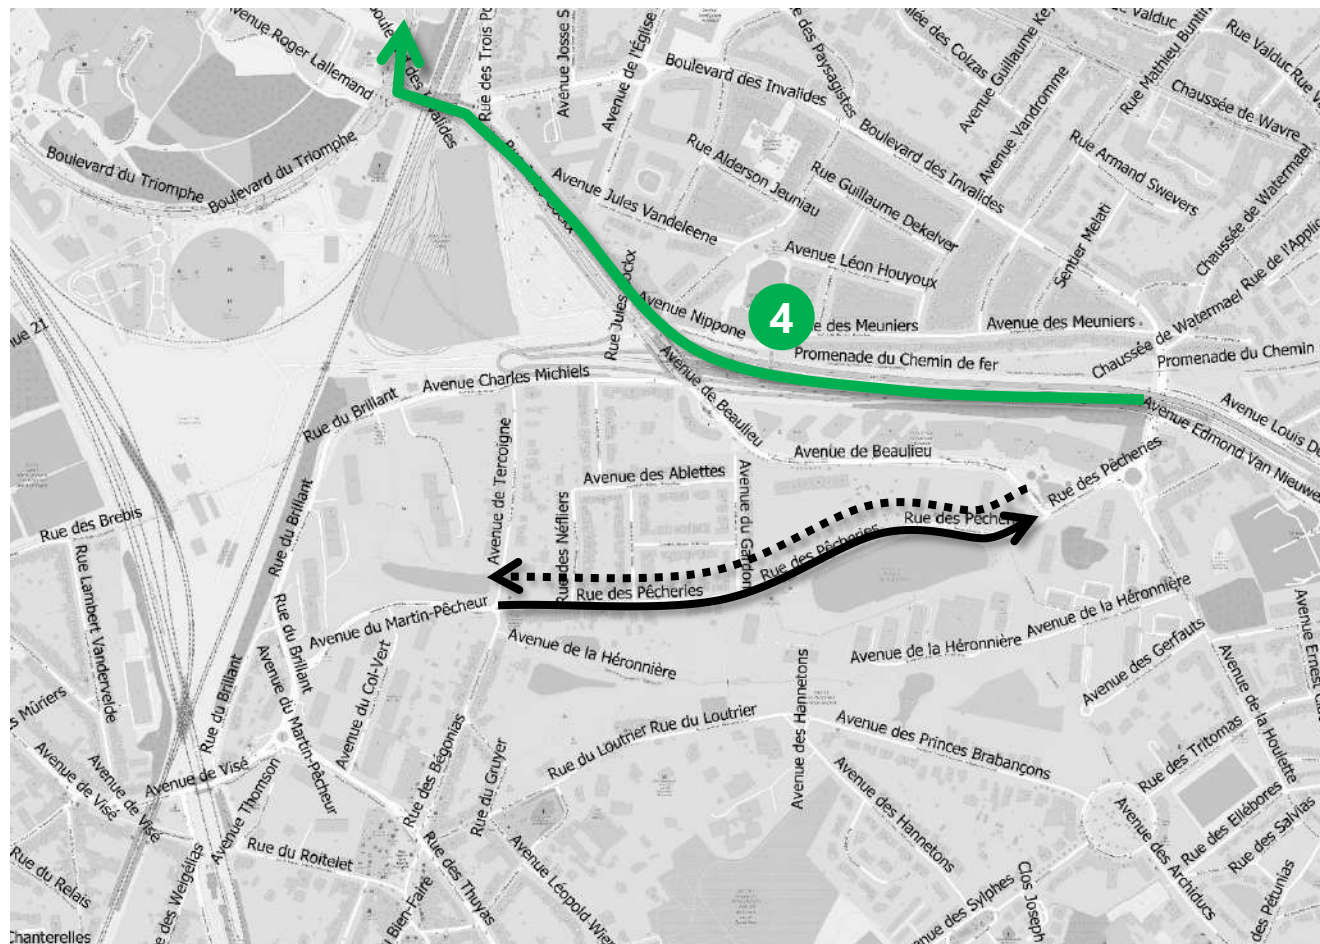 Avenue Roger Lallemand
Boulevard du Triomphe
Boulevard du Triomphe
Rue des Trois Po
Avenue Josse S
Avenue de l'Église
Boulevard des Invalides
e des Paysagistes
Allée des Colzas
Avenue Guillaume Ke
e Valduc
Rue Mathieu Buntin
Rue Valduc
Rue Va
Chaussée de Wavre
Boulevard des Invalides
Avenue Vandromme
Rue Armand Swevers
Chaussée de Watermael
Rue Alderson Jeuniau
Rue Guillaume Dekelver
Avenue Jules Vandeleene
Avenue Léon Houyoux
Sentier Melati
Rue de l'Applic
Chaussée de Watermael
Rue Jules Cockx
Avenue Nippone
4
e des Meuniers
Avenue des Meuniers
Promenade du Chemin de fer
Promenade du Chemin
nue 21
Avenue Charles Michiels
Rue du Brillant
Avenue de Beaulieu
Avenue de Beaulieu
Avenue Edmond Van Nieuwe
Avenue Louis De
Avenue de Tercoigne
Avenue des Ablettes
Rue des Pêcheries
Rue des Brebis
Rue du Brillant
Rue des Néfliers
Avenue du Gardon
Rue des Pêcheries
Rue des Pêcher
Rue des Pêcheries
Rue Lambert Vandervelde
Rue du Brillant
Avenue du Martin-Pêcheur
Avenue de la Héronnière
Avenue de la Héronnière
Avenue de la Héronnière
Avenue des Gerfauts
Avenue Ernest
Rue du Brillant
Avenue du Martin-Pêcheur
Avenue du Col-Vert
Rue des Bégonias
Rue du Gruyer
Rue du Loutrier
Rue du Loutrier
Avenue des Hannetons
Avenue des Princes Brabançons
Avenue de la Houlette
Rue des Tritomas
s Mûriers
Avenue de Visé
Avenue de Visé
Avenue de Visé
Avenue Thomson
Rue du Roitelet
Rue des Thuyas
Avenue Léopold Wie
Avenue des Hannetons
Avenue des Archiducs
Rue des Ellébores
Rue des Salvias
des Pétunias
Rue du Relais
e des Weigélias
u Bien-Faire
nue des Sylphes
Clos Joseph
Chanterelles